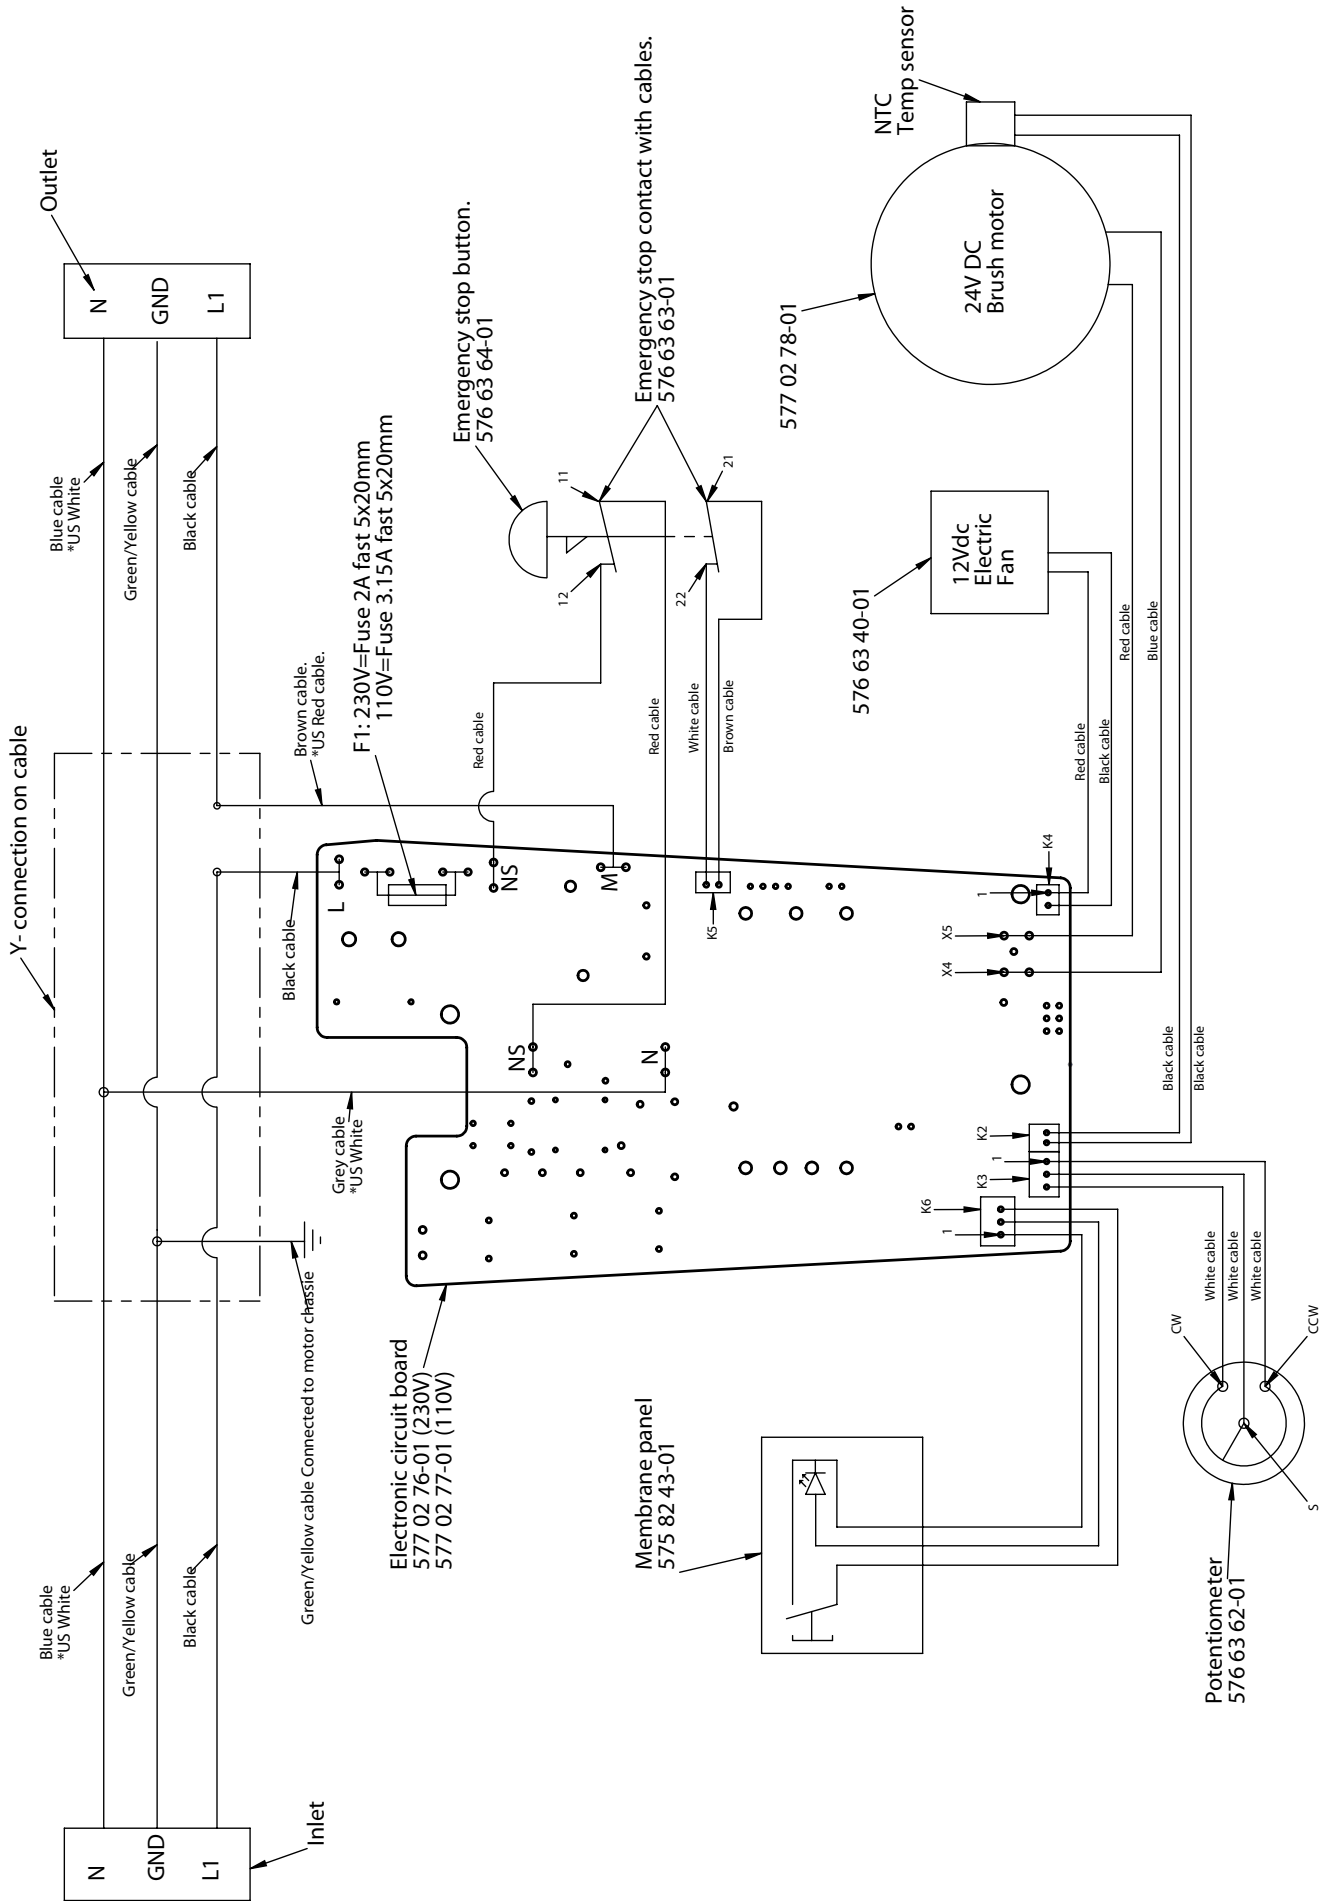 Y- connection on cable
Inlet
N
GND
L1
Blue cable
*US White
Green/Yellow cable
Black cable
Green/Yellow cable Connected to motor chassie
Grey cable
*US White
Black cable
Brown cable.
*US Red cable.
Blue cable
*US White
Green/Yellow cable
Black cable
Outlet
N
GND
L1
F1: 230V=Fuse 2A fast 5x20mm
110V=Fuse 3.15A fast 5x20mm
Emergency stop button.
576 63 64-01
Emergency stop contact with cables.
576 63 63-01
11
12
21
22
Red cable
Red cable
White cable
Brown cable
L
NS
M
NS
N
K5
Electronic circuit board
577 02 76-01 (230V)
577 02 77-01 (110V)
Membrane panel
575 82 43-01
Potentiometer
576 63 62-01
CW
CCW
S
White cable
White cable
White cable
K6
1
K3
1
K2
X4
X5
1
K4
Black cable
Black cable
Red cable
Black cable
Red cable
Blue cable
576 63 40-01
12Vdc
Electric
Fan
577 02 78-01
24V DC
Brush motor
NTC
Temp sensor